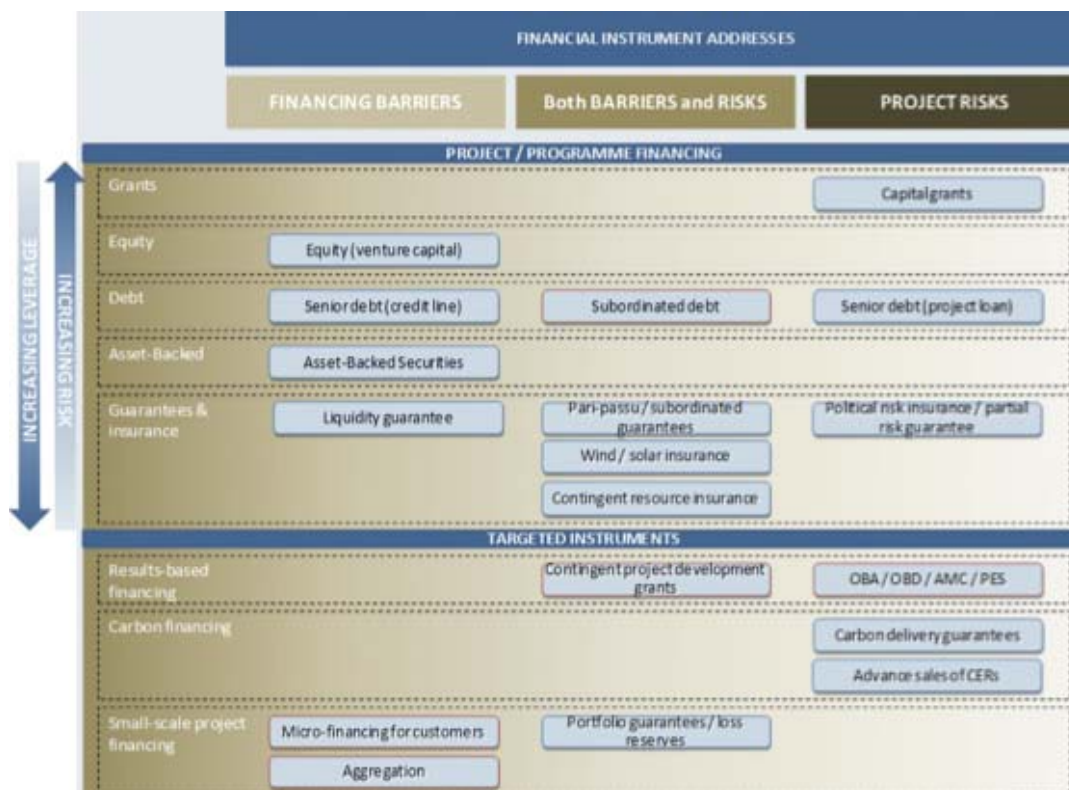 FINANCIAL INSTRUMENT ADDRESSES
FINANCING BARRIERS
Both BARRIERS and RISKS
PROJECT RISKS
PROJECT / PROGRAMME FINANCING
INCREASING LEVERAGE
INCREASING RISK
Grants
Capital grants
Equity
Equity (venture capital)
Debt
Senior debt (credit line)
Subordinated debt
Senior debt (project loan)
Asset-Backed
Asset-Backed Securities
Guarantees &
insurance
Liquidity guarantee
Pari-passu / subordinated
guarantees
Political risk insurance / partial
risk guarantee
Wind / solar insurance
Contingent resource insurance
TARGETED INSTRUMENTS
Results-based
financing
Contingent project development
grants
OBA / OBD / AMC / PES
Carbon financing
Carbon delivery guarantees
Advance sales of CERs
Small-scale project
financing
Micro-financing for customers
Portfolio guarantees / loss
reserves
Aggregation